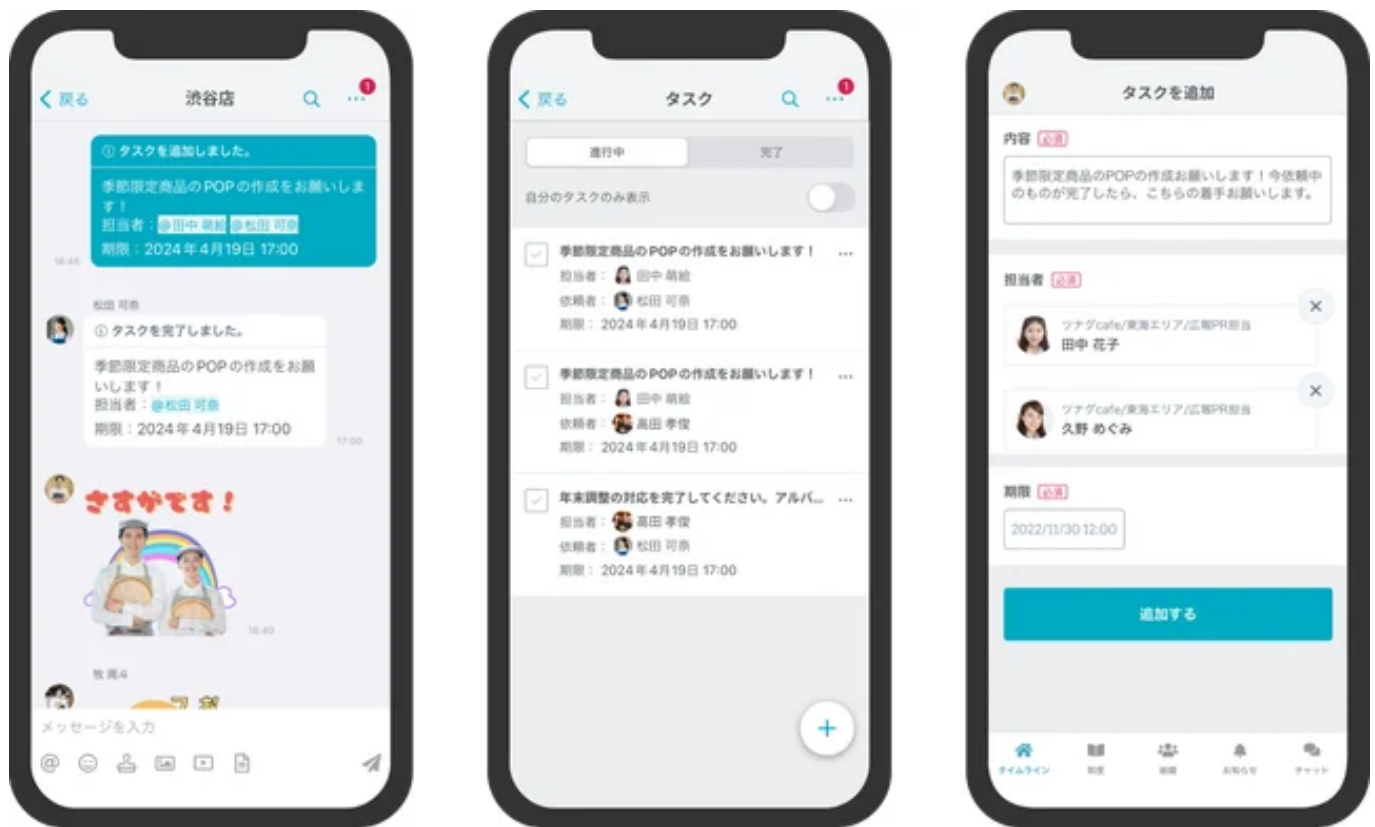 戻る
渋谷店
1
① タスクを追加しました。
季節限定商品のPOPの作成をお願いしま
す！
担当者：@田中 萌絵 @松田 可奈
期限：2024年4月19日 17:00
16:46
松田 可奈
① タスクを完了しました。
季節限定商品のPOPの作成をお願
いします！
担当者：@松田 可奈
期限：2024年4月19日 17:00
17:00
さすがです！
16:40
メッセージを入力
戻る
タスク
1
進行中
完了
自分のタスクのみ表示
季節限定商品のPOPの作成をお願いします！
担当者： 田中 萌絵
依頼者： 松田 可奈
期限： 2024年4月19日 17:00
季節限定商品のPOPの作成をお願いします！
担当者： 田中 萌絵
依頼者： 高田 孝俊
期限： 2024年4月19日 17:00
年末調整の対応を完了してください。アルバ...
担当者： 高田 孝俊
依頼者： 松田 可奈
期限： 2024年4月19日 17:00
タスクを追加
内容 必須
季節限定商品のPOPの作成お願いします！今依頼中
のものが完了したら、こちらの着手お願いします。
担当者 必須
ツナグcafe/東海エリア/広報PR担当
田中 花子
ツナグcafe/東海エリア/広報PR担当
久野 めぐみ
期限 必須
2022/11/30 12:00
追加する
タイムライン
制度
組織
お知らせ
チャット